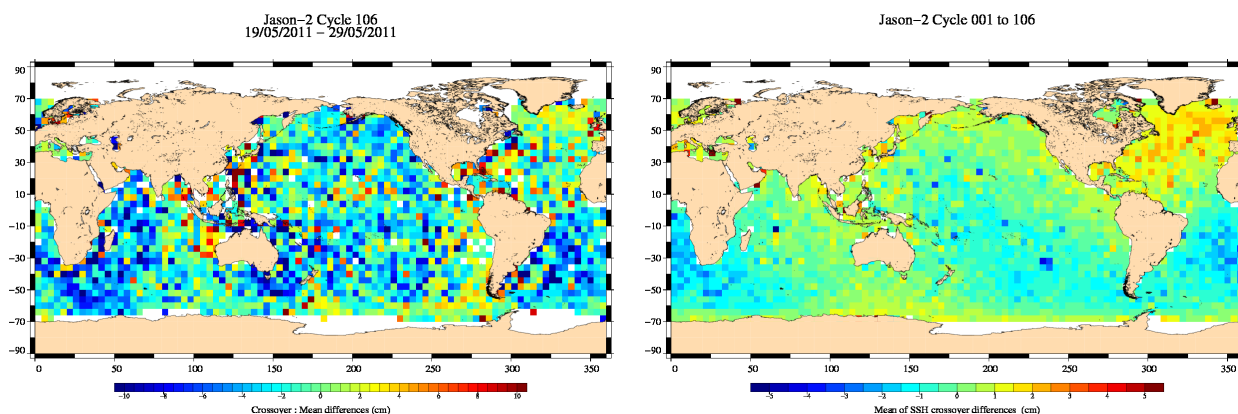 Jason−2 Cycle 106
19/05/2011 − 29/05/2011
90
70
50
30
10
−10
−30
−50
−70
−90
0 50 100 150 200 250 300 350
−10 −8 −6 −4 −2 0 2 4 6 8 10
Crossover : Mean differences (cm)
Jason−2 Cycle 001 to 106
90
70
50
30
10
−10
−30
−50
−70
−90
0 50 100 150 200 250 300 350
−5 −4 −3 −2 −1 0 1 2 3 4 5
Mean of SSH crossover differences (cm)